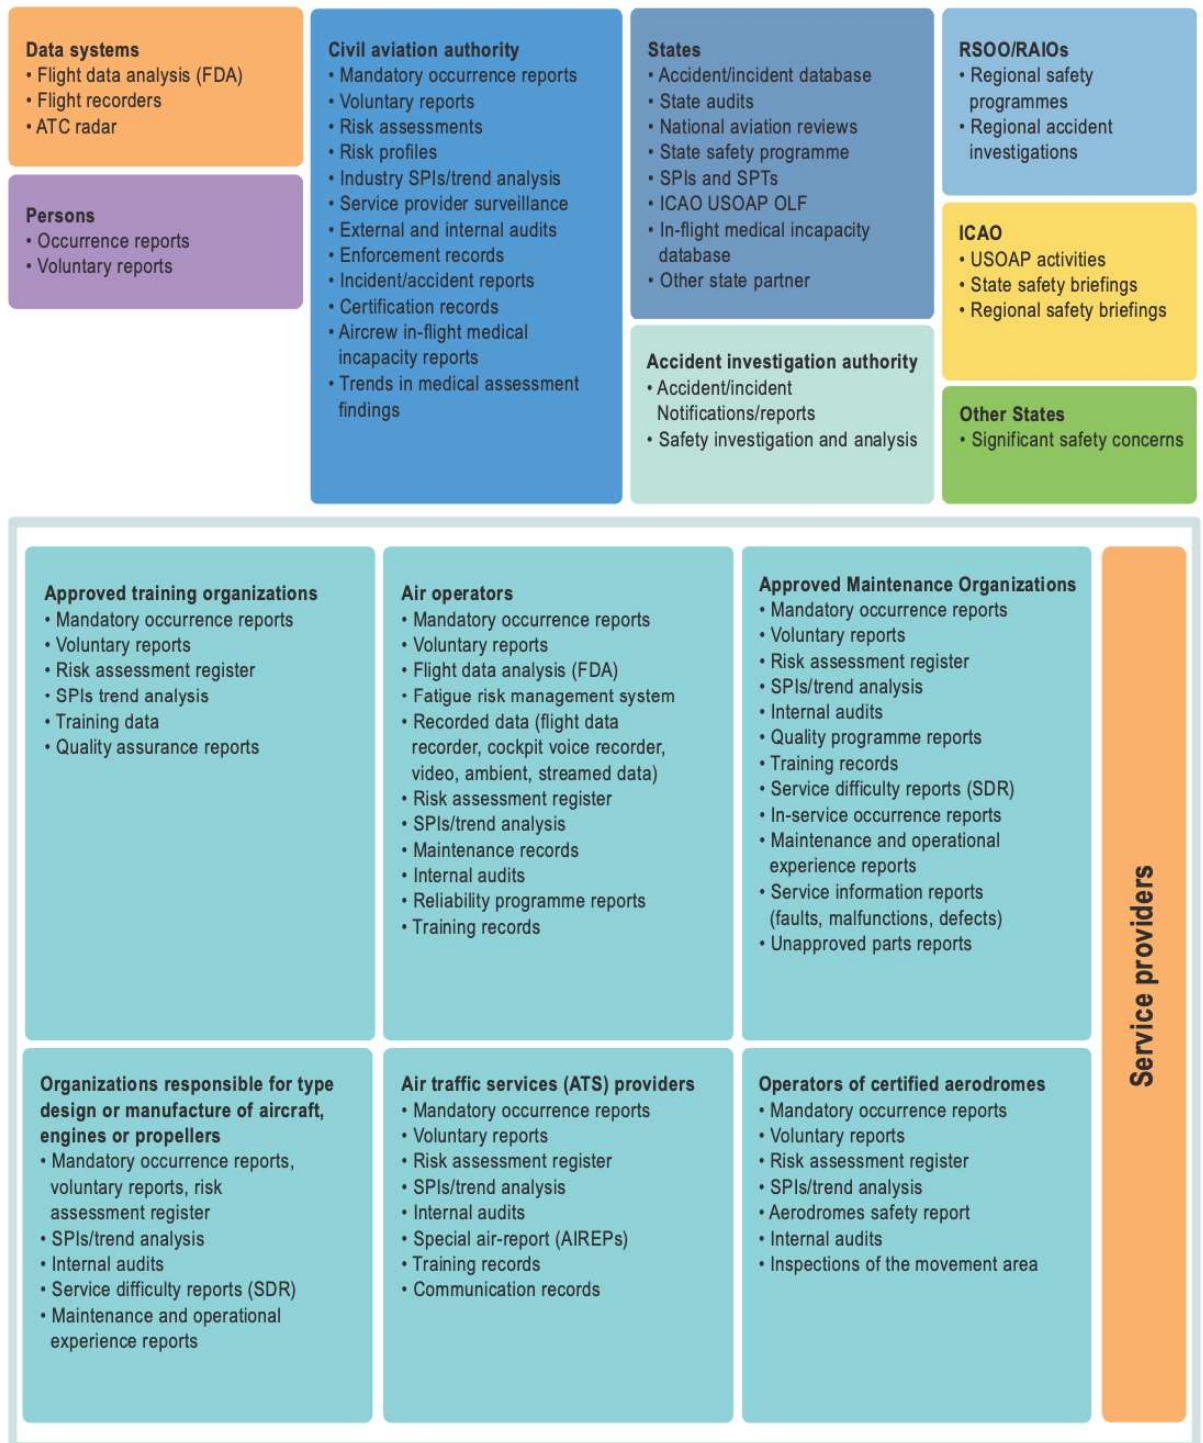 Data systems
• Flight data analysis (FDA)
• Flight recorders
• ATC radar
Persons
• Occurrence reports
• Voluntary reports
Civil aviation authority
• Mandatory occurrence reports
• Voluntary reports
• Risk assessments
• Risk profiles
• Industry SPIs/trend analysis
• Service provider surveillance
• External and internal audits
• Enforcement records
• Incident/accident reports
• Certification records
• Aircrew in-flight medical
incapacity reports
• Trends in medical assessment
findings
States
• Accident/incident database
• State audits
• National aviation reviews
• State safety programme
• SPIs and SPTs
• ICAO USOAP OLF
• In-flight medical incapacity
database
• Other state partner
Accident investigation authority
• Accident/incident
Notifications/reports
• Safety investigation and analysis
RSOO/RAIOs
• Regional safety
programmes
• Regional accident
investigations
ICAO
• USOAP activities
• State safety briefings
• Regional safety briefings
Other States
• Significant safety concerns
Approved training organizations
• Mandatory occurrence reports
• Voluntary reports
• Risk assessment register
• SPIs trend analysis
• Training data
• Quality assurance reports
Air operators
• Mandatory occurrence reports
• Voluntary reports
• Flight data analysis (FDA)
• Fatigue risk management system
• Recorded data (flight data
recorder, cockpit voice recorder,
video, ambient, streamed data)
• Risk assessment register
• SPIs/trend analysis
• Maintenance records
• Internal audits
• Reliability programme reports
• Training records
Approved Maintenance Organizations
• Mandatory occurrence reports
• Voluntary reports
• Risk assessment register
• SPIs/trend analysis
• Internal audits
• Quality programme reports
• Training records
• Service difficulty reports (SDR)
• In-service occurrence reports
• Maintenance and operational
experience reports
• Service information reports
(faults, malfunctions, defects)
• Unapproved parts reports
Organizations responsible for type
design or manufacture of aircraft,
engines or propellers
• Mandatory occurrence reports,
voluntary reports, risk
assessment register
• SPIs/trend analysis
• Internal audits
• Service difficulty reports (SDR)
• Maintenance and operational
experience reports
Air traffic services (ATS) providers
• Mandatory occurrence reports
• Voluntary reports
• Risk assessment register
• SPIs/trend analysis
• Internal audits
• Special air-report (AIREPs)
• Training records
• Communication records
Operators of certified aerodromes
• Mandatory occurrence reports
• Voluntary reports
• Risk assessment register
• SPIs/trend analysis
• Aerodromes safety report
• Internal audits
• Inspections of the movement area
Service providers